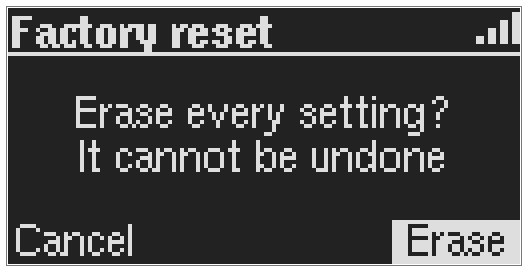 Factory reset
Erase every setting?
It cannot be undone
Cancel
Erase